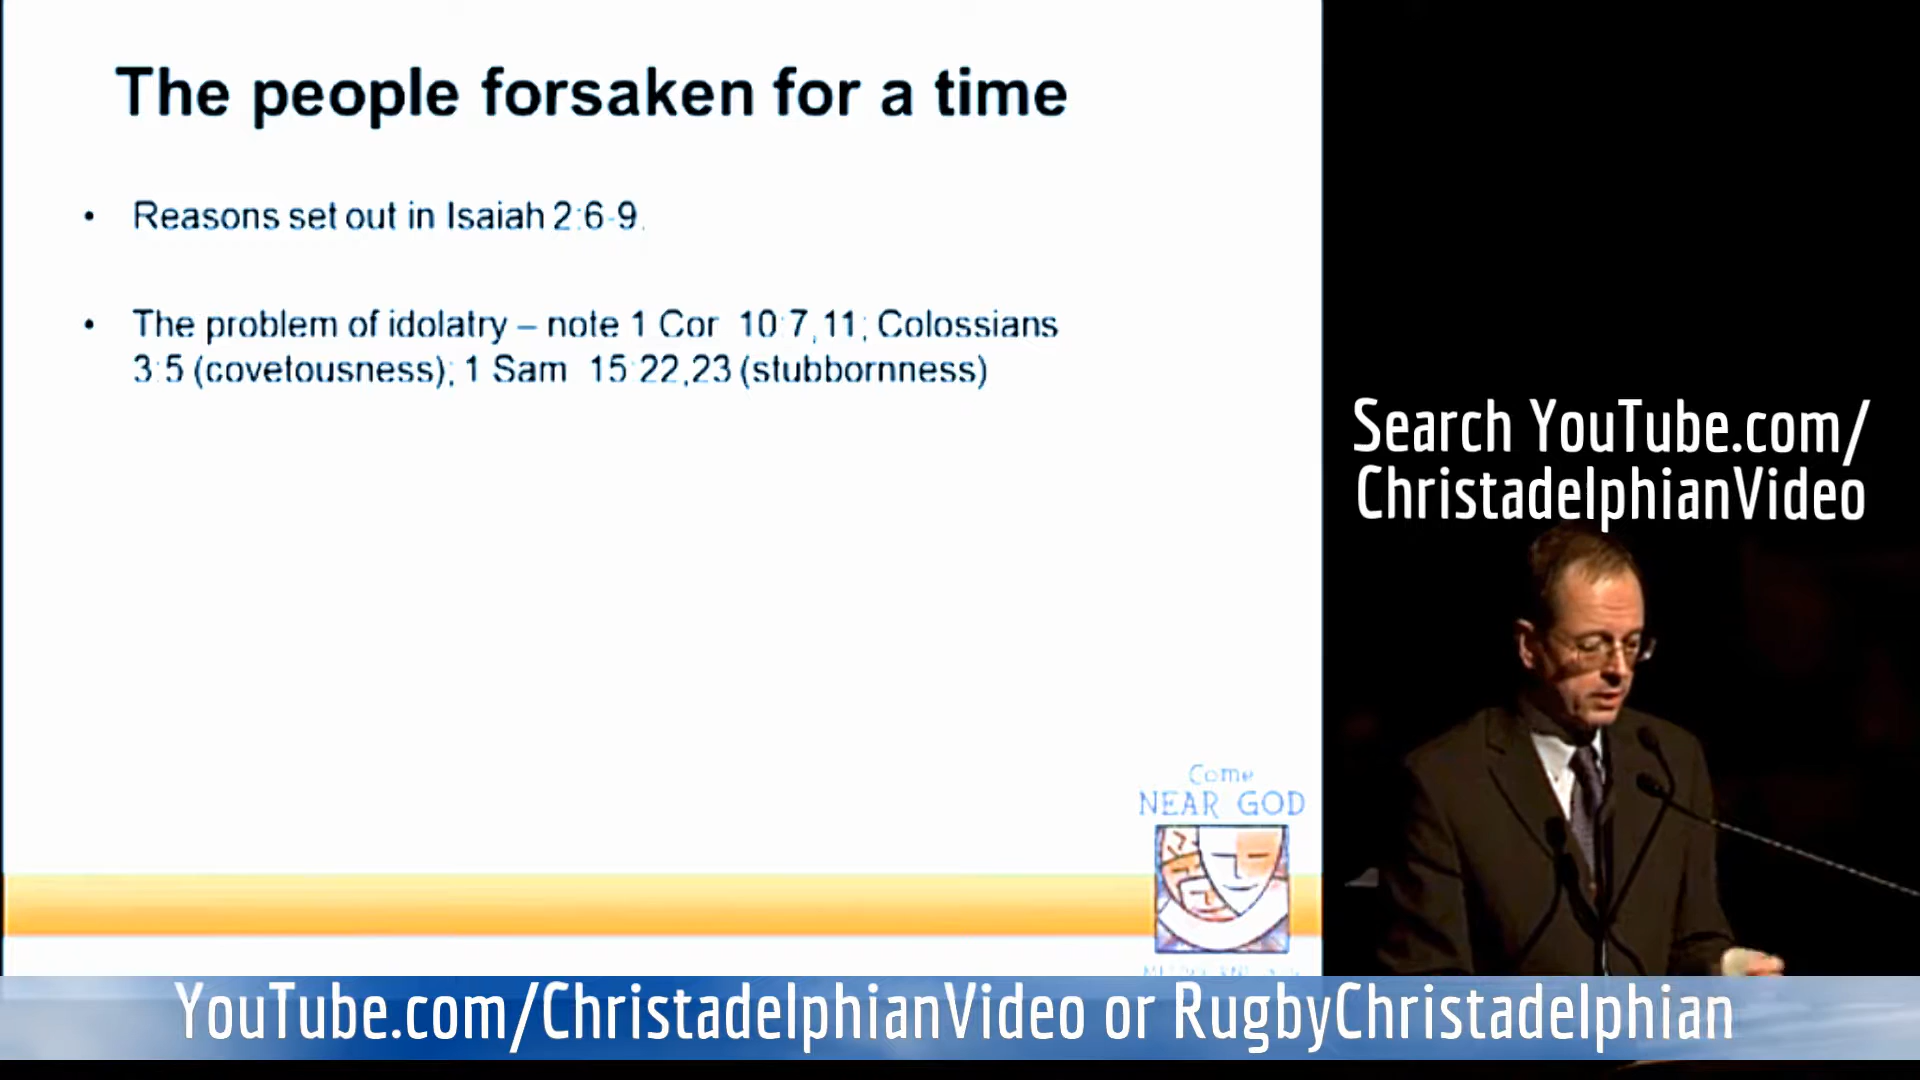 The people forsaken for a time
• Reasons set out in Isaiah 2:6-9.
• The problem of idolatry – note 1 Cor 10:7,11; Colossians
3:5 (covetousness); 1 Sam 15:22,23 (stubbornness)
Search YouTube.com/
ChristadelphianVideo
Come
NEAR GOD
YouTube.com/ChristadelphianVideo or RugbyChristadelphian